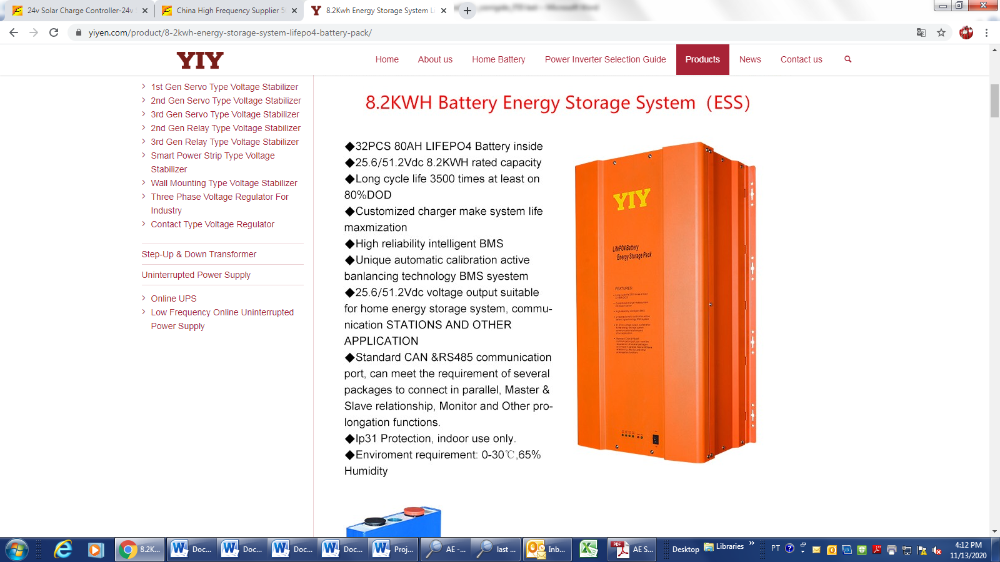 24v Solar Charge Controller-24v
China High Frequency Supplier 5
8.2Kwh Energy Storage System Li
yiyen.com/product/8-2kwh-energy-storage-system-lifepo4-battery-pack/
YIY
Home
About us
Home Battery
Power Inverter Selection Guide
Products
News
Contact us
1st Gen Servo Type Voltage Stabilizer
2nd Gen Servo Type Voltage Stabilizer
3rd Gen Servo Type Voltage Stabilizer
2nd Gen Relay Type Voltage Stabilizer
3rd Gen Relay Type Voltage Stabilizer
Smart Power Strip Type Voltage
Stabilizer
Wall Mounting Type Voltage Stabilizer
Three Phase Voltage Regulator For
Industry
Contact Type Voltage Regulator
Step-Up & Down Transformer
Uninterrupted Power Supply
Online UPS
Low Frequency Online Uninterrupted
Power Supply
8.2KWH Battery Energy Storage System（ESS）
◆32PCS 80AH LIFEPO4 Battery inside
◆25.6/51.2Vdc 8.2KWH rated capacity
◆Long cycle life 3500 times at least on
80%DOD
◆Customized charger make system life
maxmization
◆High reliability intelligent BMS
◆Unique automatic calibration active
banlancing technology BMS syestem
◆25.6/51.2Vdc voltage output suitable
for home energy storage system, commu-
nication STATIONS AND OTHER
APPLICATION
◆Standard CAN &RS485 communication
port, can meet the requirement of several
packages to connect in parallel, Master &
Slave relationship, Monitor and Other pro-
longation functions.
◆Ip31 Protection, indoor use only.
◆Enviroment requirement: 0-30℃,65%
Humidity
YIY
LifePO4 Battery
Energy Storage Pack
FEATURES
8.2K...
Doc...
Doc...
Doc...
Doc...
Proj...
AE -...
last ...
Inb...
AE S...
Desktop
Libraries
PT
4:12 PM
11/13/2020